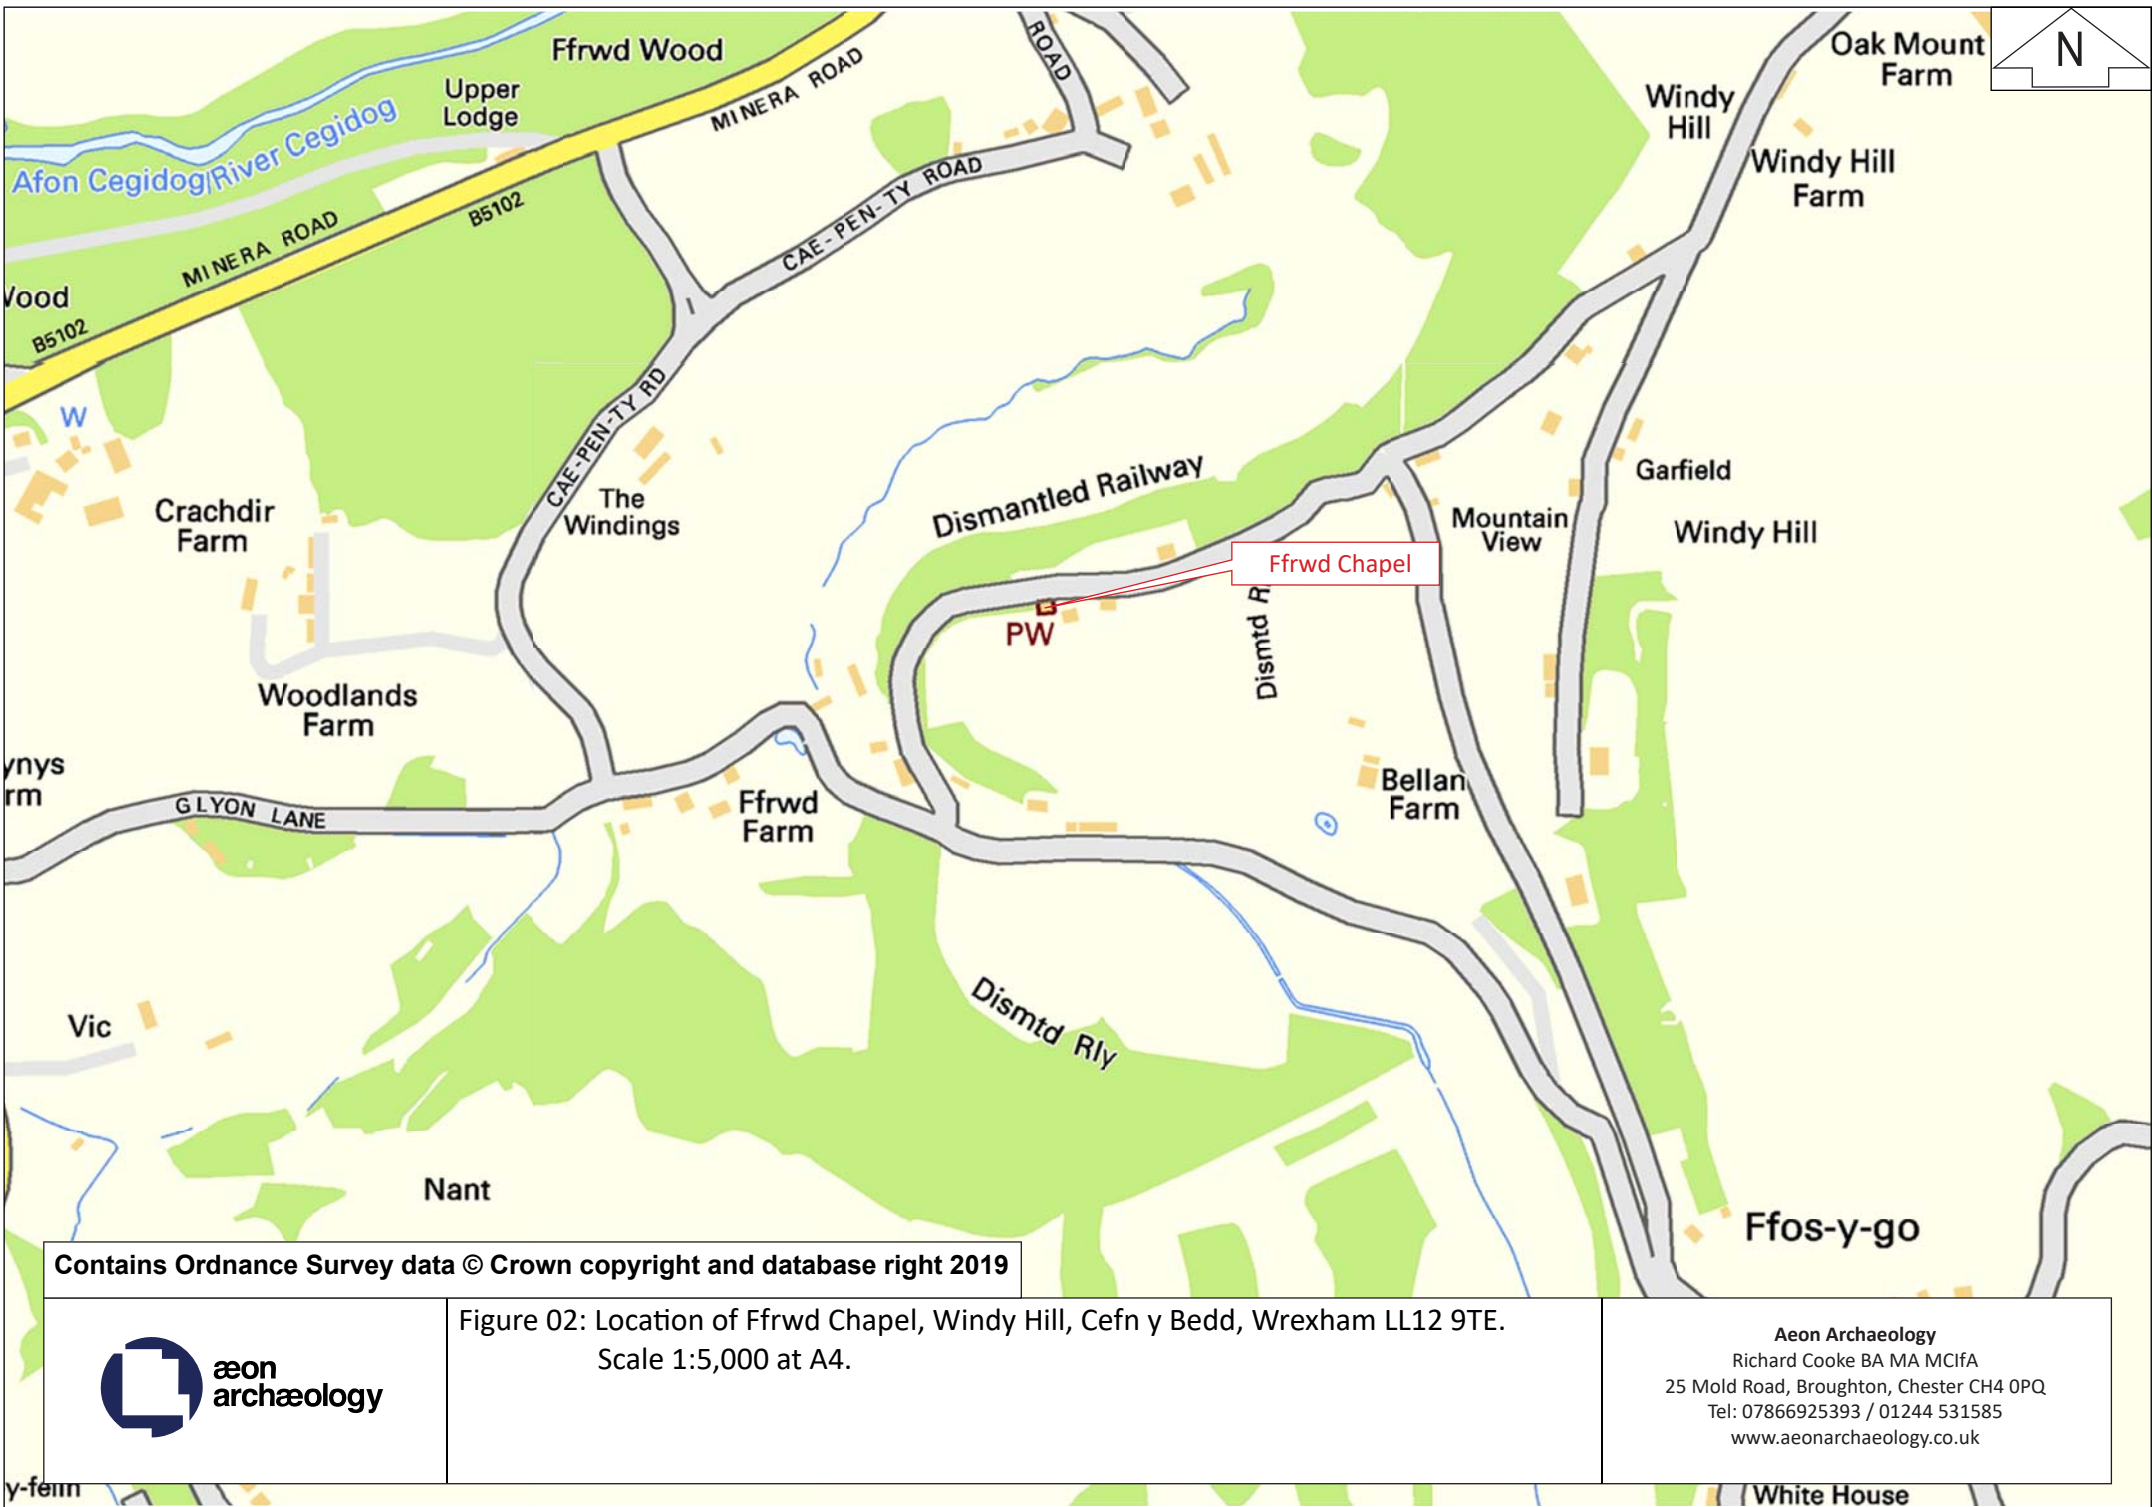 Ffrwd Wood
Upper
Lodge
MINERA ROAD
ROAD
Oak Mount
Farm
N
Windy
Hill
Windy Hill
Farm
Afon Cegidog/River Cegidog
B5102
CAE-PEN-TY ROAD
MINERA ROAD
B5102
W
CAE-PEN-TY RD
The
Windings
Crachdir
Farm
Dismantled Railway
Garfield
Mountain
View
Windy Hill
Ffrwd Chapel
PW
Dismtd
Woodlands
Farm
GLYON LANE
Ffrwd
Farm
Bellan
Farm
Vic
Dismtd Rly
Nant
Ffos-y-go
Contains Ordnance Survey data © Crown copyright and database right 2019
æon
archæology
Figure 02: Location of Ffrwd Chapel, Windy Hill, Cefn y Bedd, Wrexham LL12 9TE.
Scale 1:5,000 at A4.
Aeon Archaeology
Richard Cooke BA MA MCIfA
25 Mold Road, Broughton, Chester CH4 0PQ
Tel: 07866925393 / 01244 531585
www.aeonarchaeology.co.uk
White House